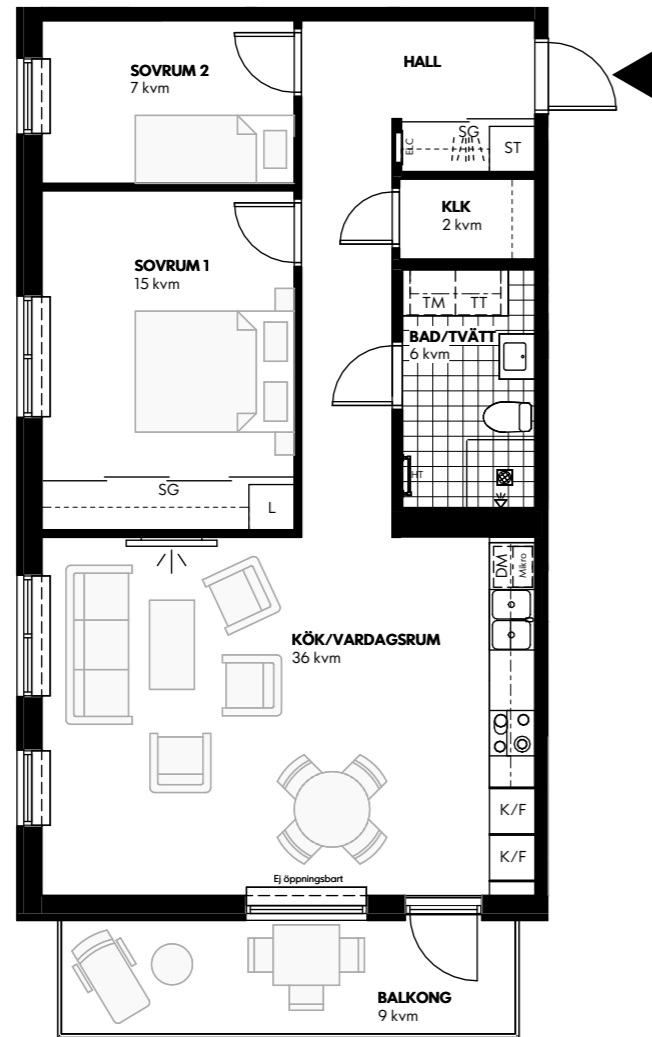 SOVRUM 2
7 kvm
HALL
ELC
SG
ST
KLK
2 kvm
SOVRUM 1
15 kvm
TM
TT
BAD/TVÄTT
6 kvm
HT
SG
L
DM
Mikro
KÖK/VARDAGSRUM
36 kvm
K/F
K/F
Ej öppningsbart
BALKONG
9 kvm